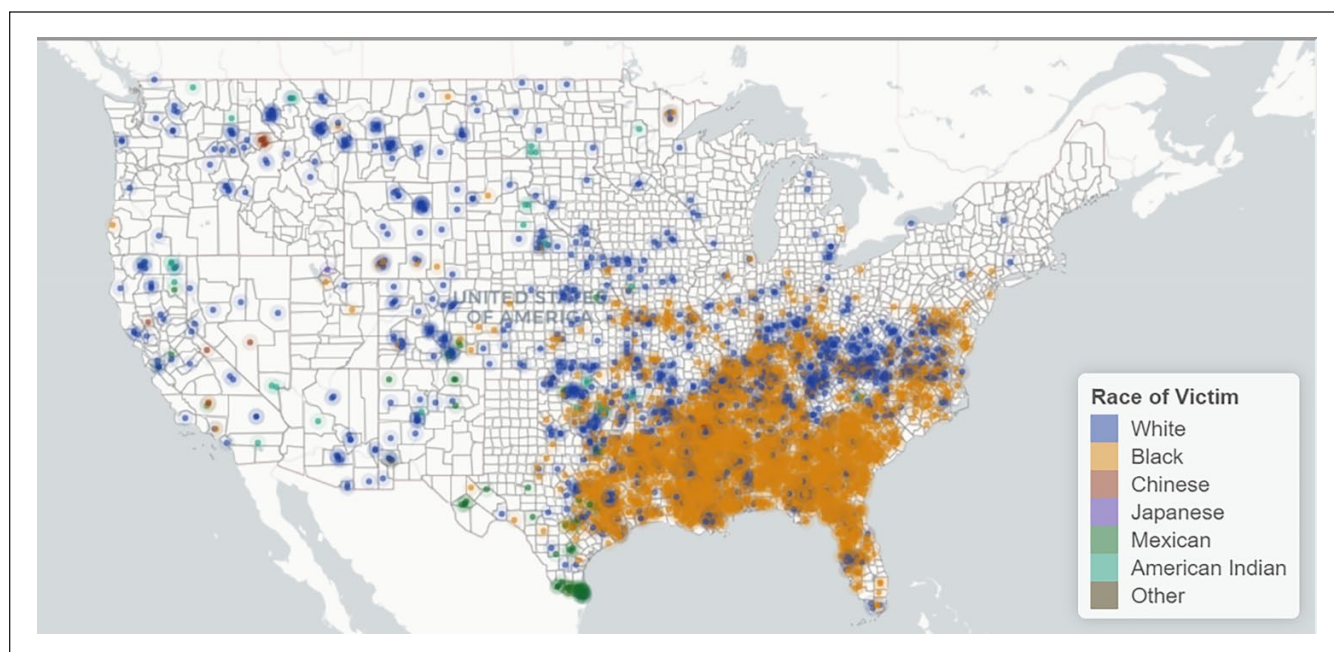 UNITED STATES
OF AMERICA
Race of Victim
White
Black
Chinese
Japanese
Mexican
American Indian
Other